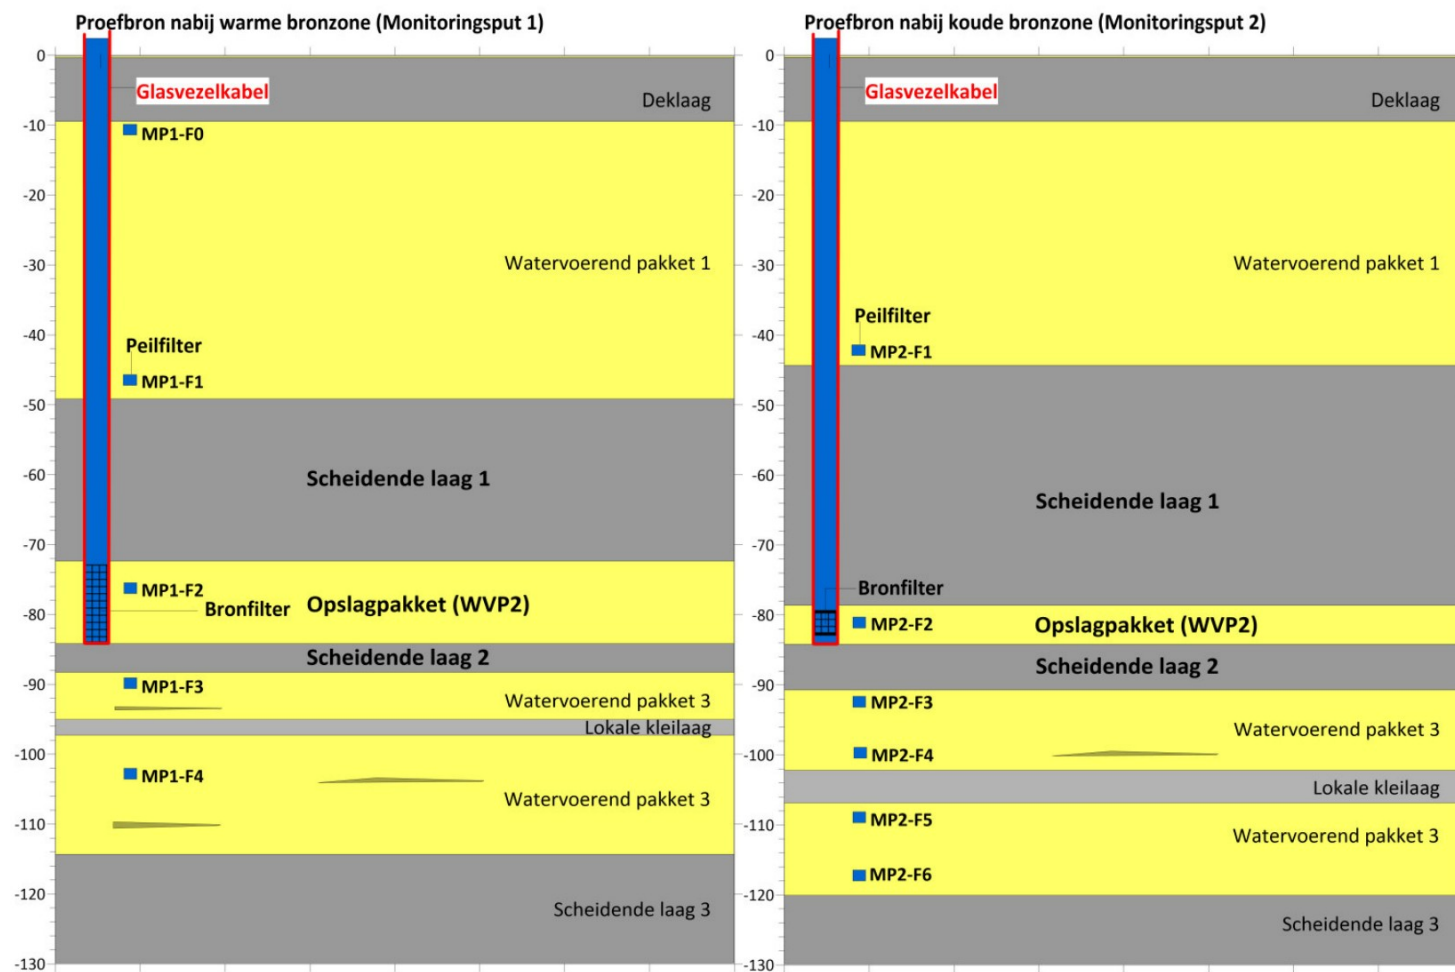 Proefbron nabij warme bronzone (Monitoringsput 1)
0
-10
-20
-30
-40
-50
-60
-70
-80
-90
-100
-110
-120
-130
Glasvezelkabel
Deklaag
MP1-F0
Watervoerend pakket 1
Peilfilter
MP1-F1
Scheidende laag 1
MP1-F2
Bronfilter
Opslagpakket (WVP2)
Scheidende laag 2
MP1-F3
Watervoerend pakket 3
Lokale kleilaag
MP1-F4
Watervoerend pakket 3
Scheidende laag 3
Proefbron nabij koude bronzone (Monitoringsput 2)
0
-10
-20
-30
-40
-50
-60
-70
-80
-90
-100
-110
-120
-130
Glasvezelkabel
Deklaag
Watervoerend pakket 1
Peilfilter
MP2-F1
Scheidende laag 1
Bronfilter
MP2-F2
Opslagpakket (WVP2)
Scheidende laag 2
MP2-F3
Watervoerend pakket 3
MP2-F4
Lokale kleilaag
MP2-F5
Watervoerend pakket 3
MP2-F6
Scheidende laag 3